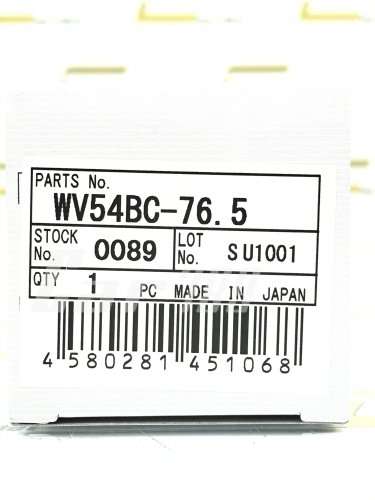 PARTS No.
WV54BC-76.5
STOCK No. 0089 LOT No. SU1001
QTY 1 PC MADE IN JAPAN
4 580281 451068